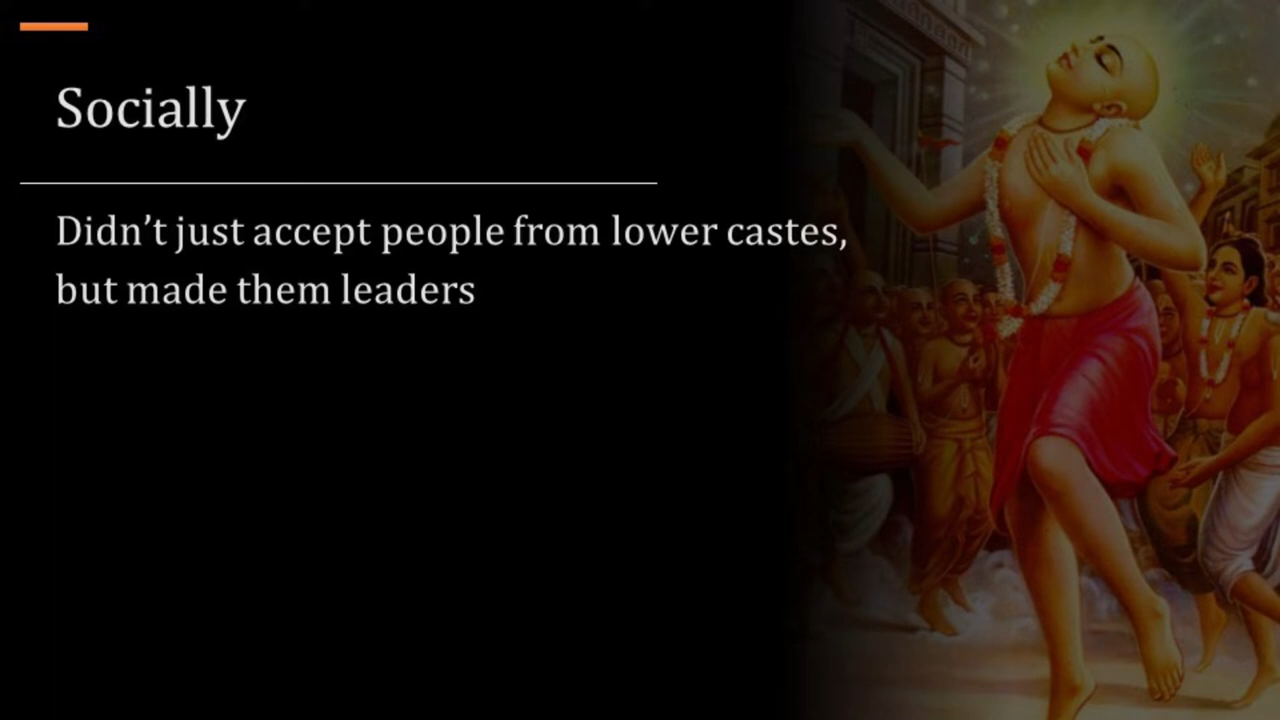 Socially
Didn’t just accept people from lower castes,
but made them leaders